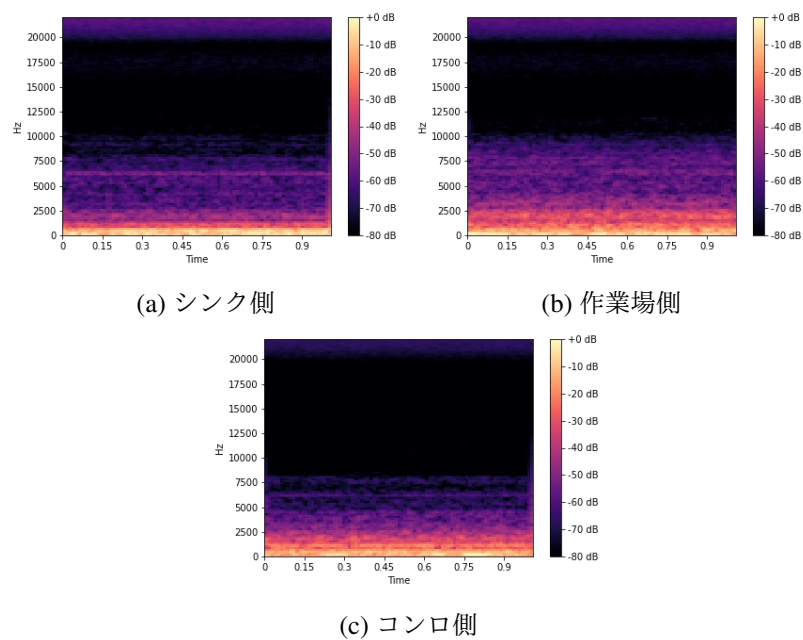 +0 dB
20000
-10 dB
17500
-20 dB
15000
-30 dB
12500
-40 dB
Hz
10000
-50 dB
7500
-60 dB
5000
-70 dB
2500
0
-80 dB
0 0.15 0.3 0.45 0.6 0.75 0.9
Time
(a) シンク側
+0 dB
20000
-10 dB
17500
-20 dB
15000
-30 dB
12500
-40 dB
Hz
10000
-50 dB
7500
-60 dB
5000
-70 dB
2500
0
-80 dB
0 0.15 0.3 0.45 0.6 0.75 0.9
Time
(b) 作業場側
+0 dB
20000
-10 dB
17500
-20 dB
15000
-30 dB
12500
-40 dB
Hz
10000
-50 dB
7500
-60 dB
5000
-70 dB
2500
0
-80 dB
0 0.15 0.3 0.45 0.6 0.75 0.9
Time
(c) コンロ側